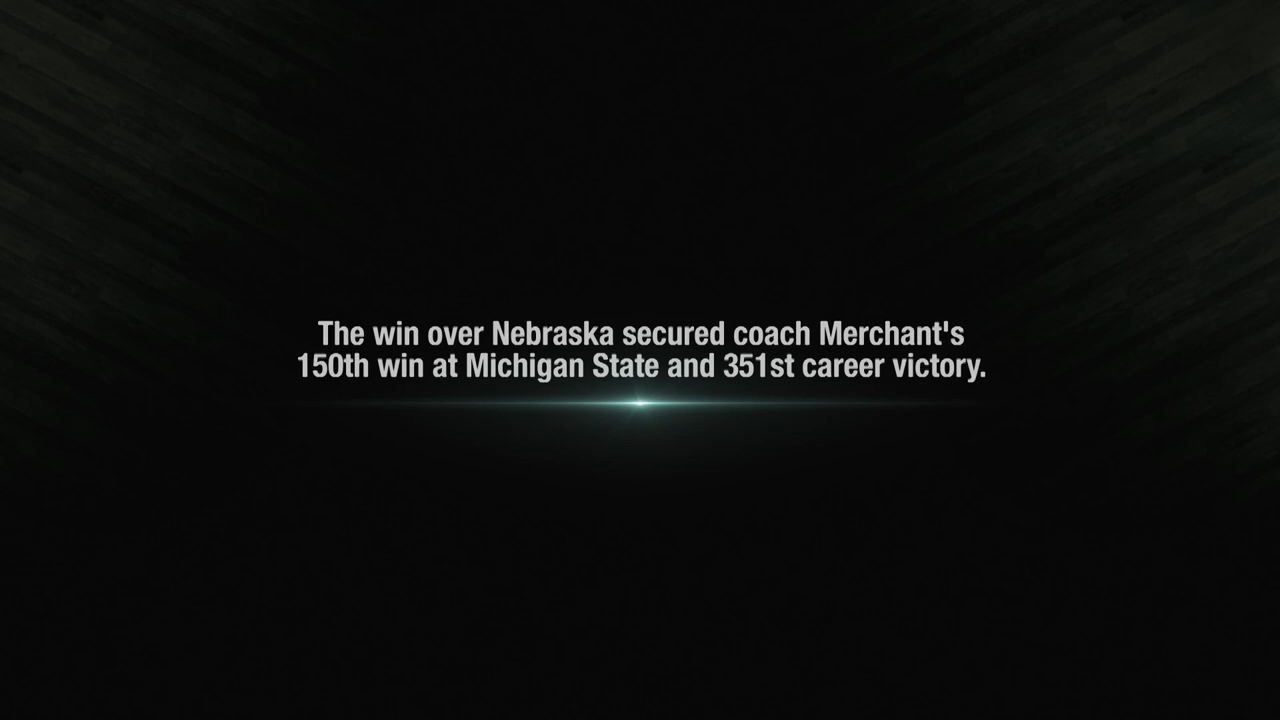 The win over Nebraska secured coach Merchant's
150th win at Michigan State and 351st career victory.